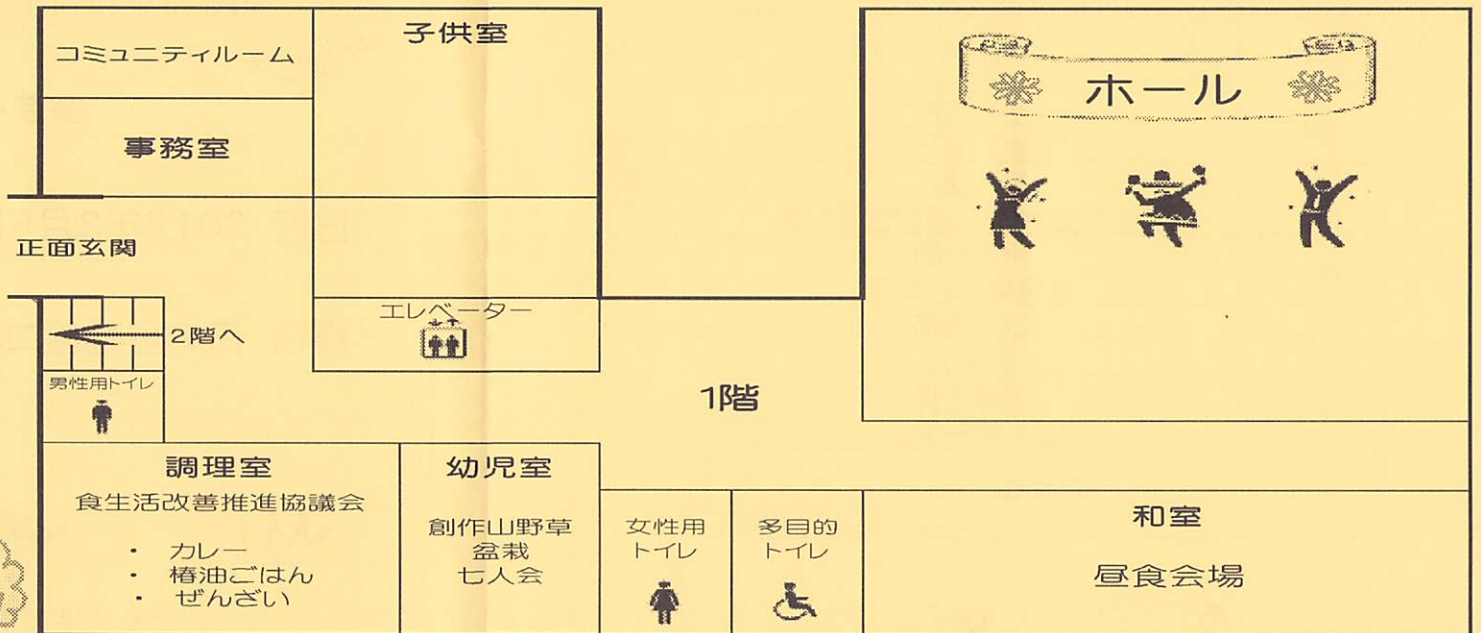 コミュニティルーム
子供室
ホール
事務室
正面玄関
エレベーター
2階へ
男性用トイレ
1階
調理室
食生活改善推進協議会
・ カレー
・ 椿油ごはん
・ ぜんざい
幼児室
創作山野草
盆栽
七人会
女性用
トイレ
多目的
トイレ
和室
昼食会場